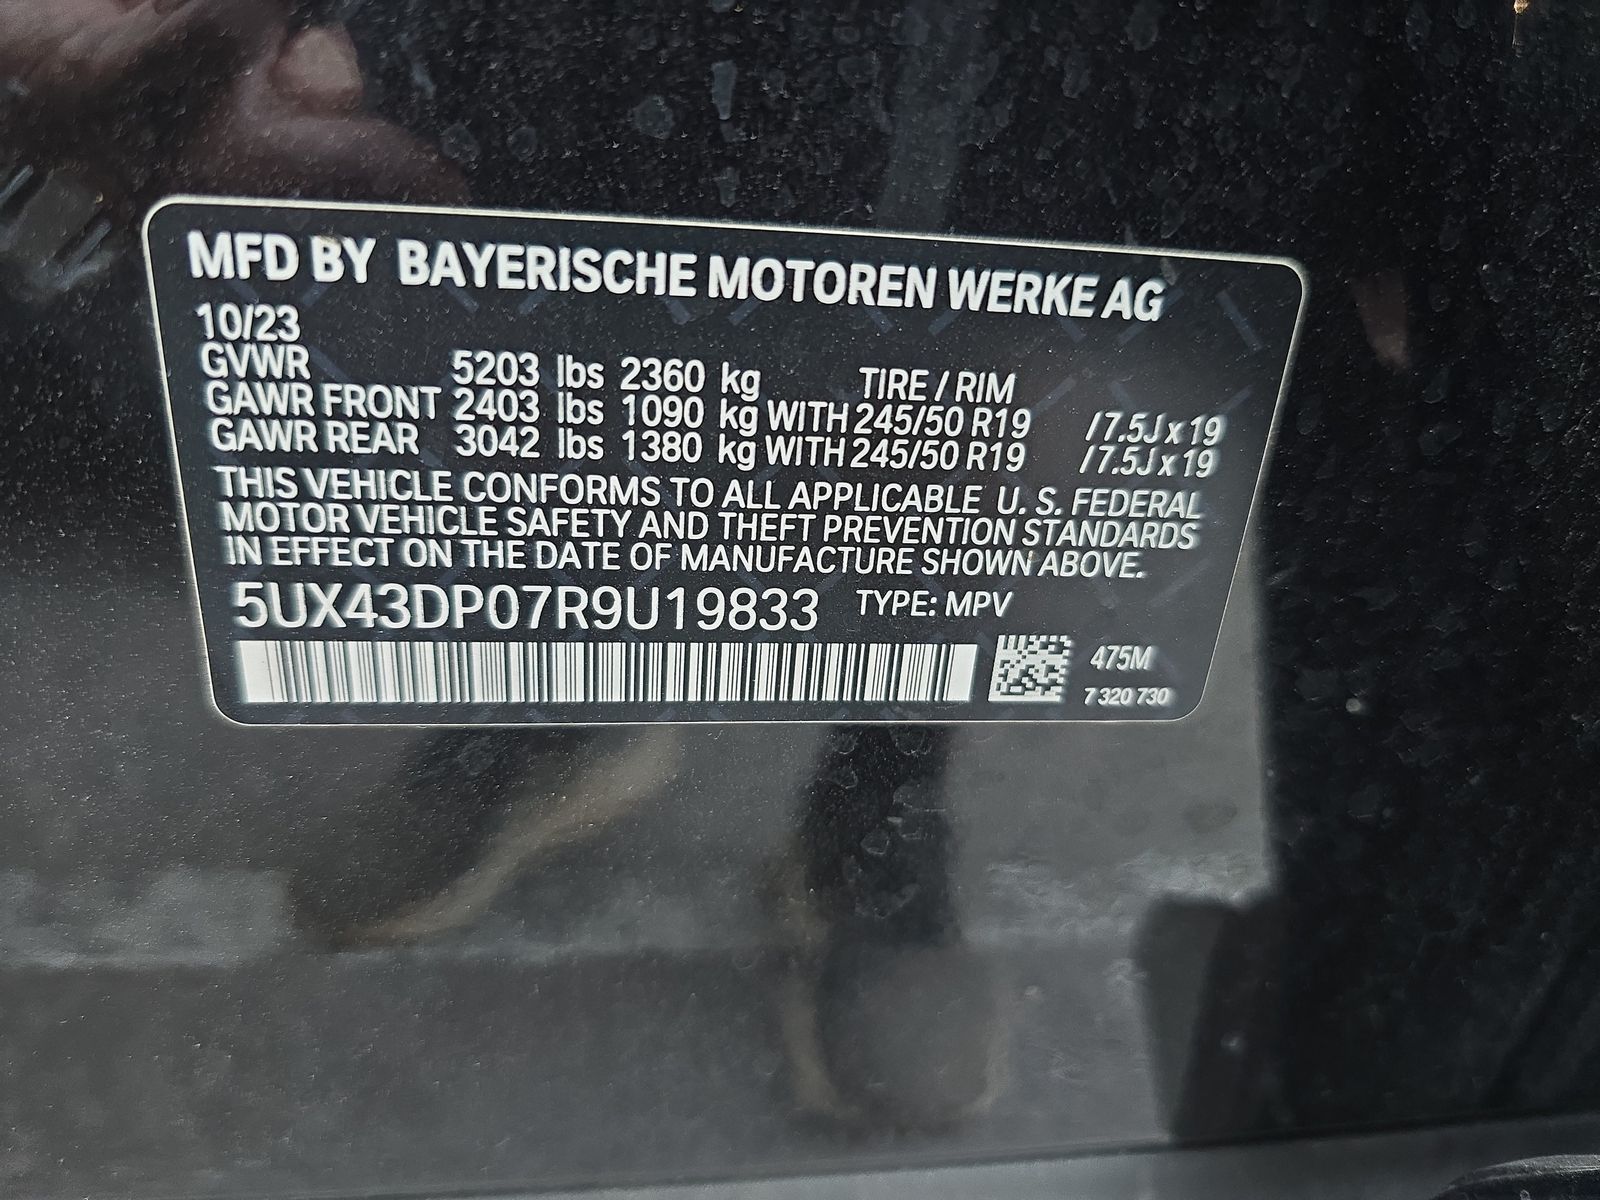 MFD BY BAYERISCHE MOTOREN WERKE AG
10/23
GVWR 5203 lbs 2360 kg TIRE / RIM
GAWR FRONT 2403 lbs 1090 kg WITH 245/50 R19 / 7.5J x 19
GAWR REAR 3042 lbs 1380 kg WITH 245/50 R19 / 7.5J x 19
THIS VEHICLE CONFORMS TO ALL APPLICABLE U. S. FEDERAL
MOTOR VEHICLE SAFETY AND THEFT PREVENTION STANDARDS
IN EFFECT ON THE DATE OF MANUFACTURE SHOWN ABOVE.
5UX43DP07R9U19833 TYPE: MPV
475M
7 320 730